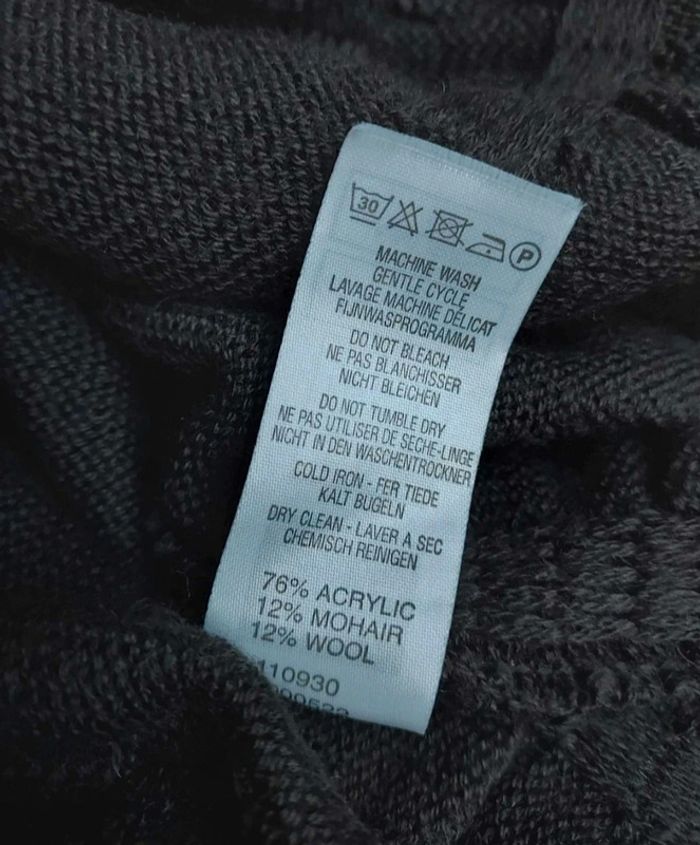 30 P
MACHINE WASH
GENTLE CYCLE
LAVAGE MACHINE DÉLICAT
FIJNWASPROGRAMMA
DO NOT BLEACH
NE PAS BLANCHISSER
NICHT BLEICHEN
DO NOT TUMBLE DRY
NE PAS UTILISER DE SECHE-LINGE
NICHT IN DEN WASCHENTROCKNER
COLD IRON - FER TIEDE
KALT BUGELN
DRY CLEAN - LAVER A SEC
CHEMISCH REINIGEN
76% ACRYLIC
12% MOHAIR
12% WOOL
110930